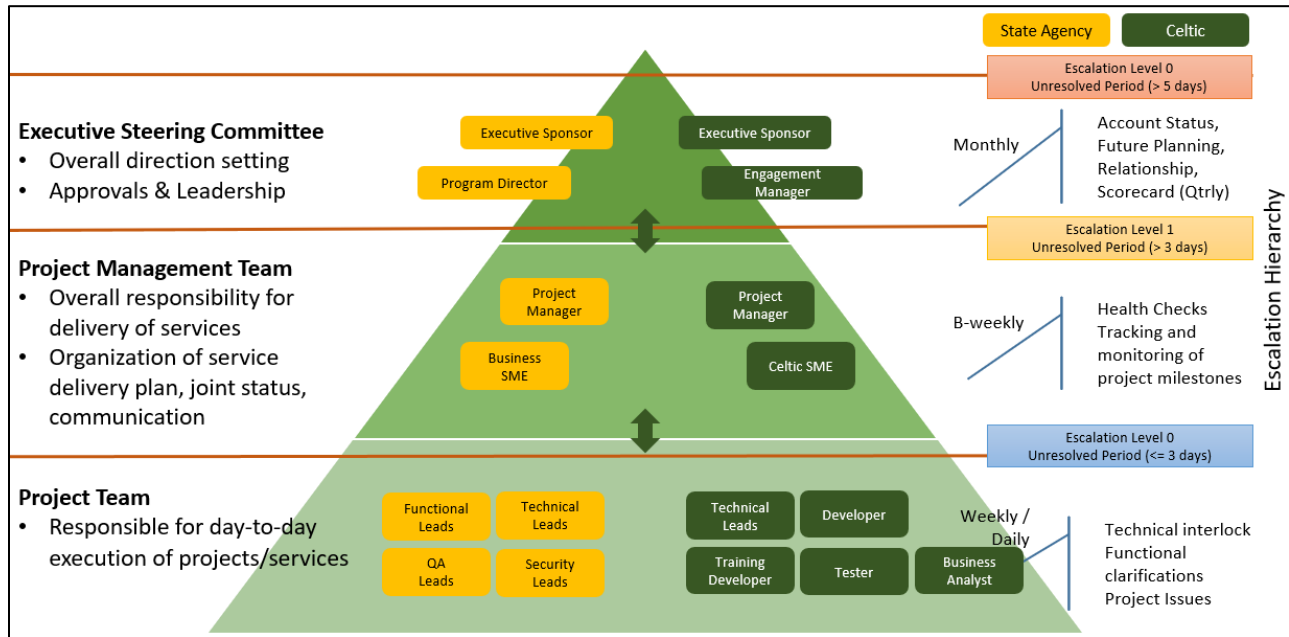 State Agency
Celtic
Escalation Level 0
Unresolved Period (> 5 days)
Executive Steering Committee
• Overall direction setting
• Approvals & Leadership
Executive Sponsor
Executive Sponsor
Program Director
Engagement
Manager
Monthly
Account Status,
Future Planning,
Relationship,
Scorecard (Qtrly)
Escalation Level 1
Unresolved Period (> 3 days)
Project Management Team
• Overall responsibility for
delivery of services
• Organization of service
delivery plan, joint status,
communication
Project
Manager
Project
Manager
Business
SME
Celtic SME
B-weekly
Health Checks
Tracking and
monitoring of
project milestones
Escalation Hierarchy
Escalation Level 0
Unresolved Period (<= 3 days)
Project Team
• Responsible for day-to-day
execution of projects/services
Functional
Leads
Technical
Leads
QA
Leads
Security
Leads
Technical
Leads
Developer
Training
Developer
Tester
Business
Analyst
Weekly /
Daily
Technical interlock
Functional
clarifications
Project Issues